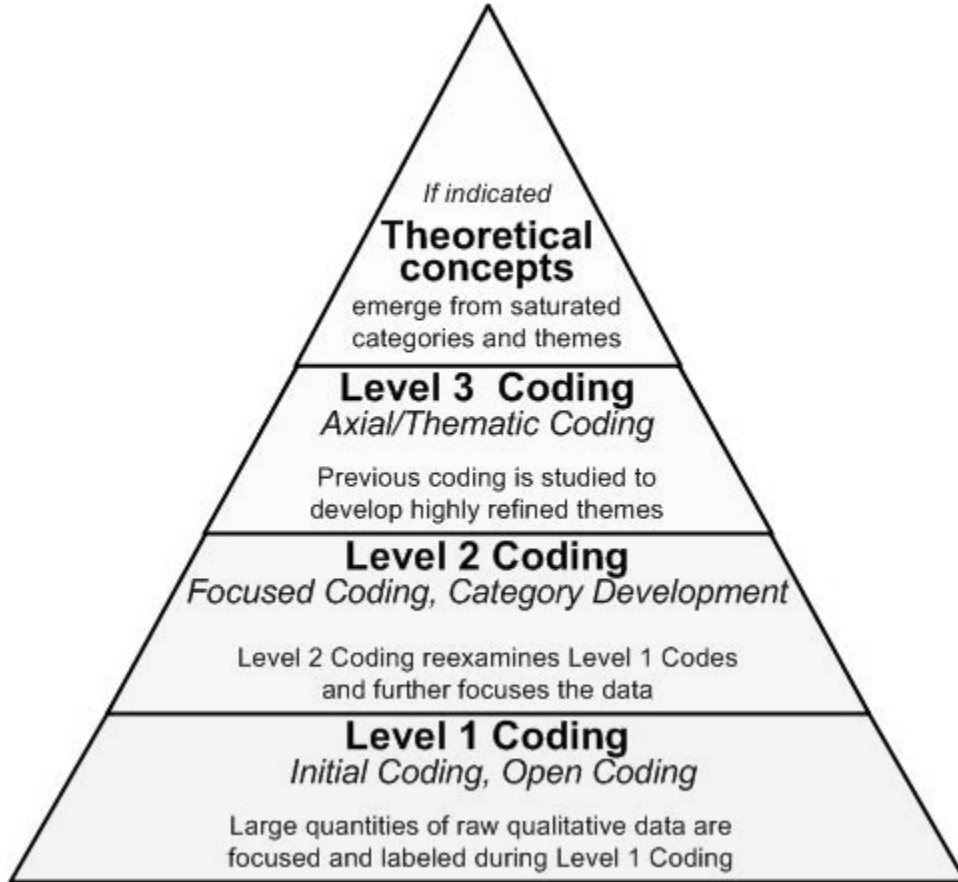 If indicated
Theoretical
concepts
emerge from saturated
categories and themes
Level 3 Coding
Axial/Thematic Coding
Previous coding is studied to
develop highly refined themes
Level 2 Coding
Focused Coding, Category Development
Level 2 Coding reexamines Level 1 Codes
and further focuses the data
Level 1 Coding
Initial Coding, Open Coding
Large quantities of raw qualitative data are
focused and labeled during Level 1 Coding